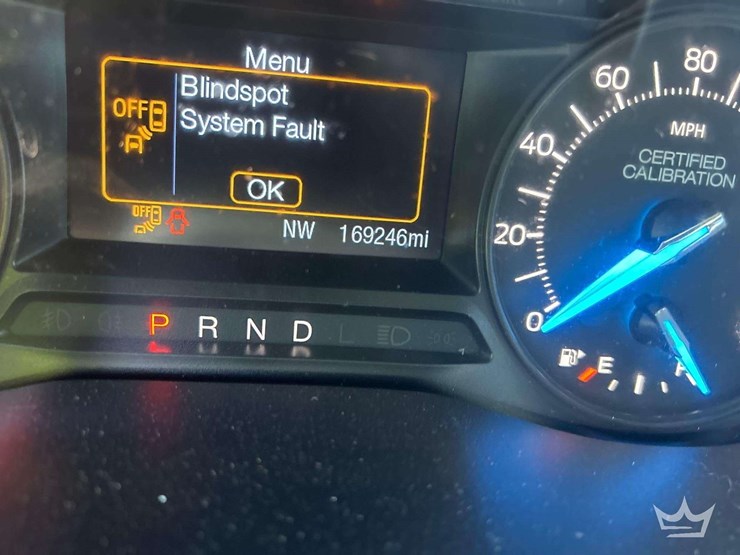 Menu
Blindspot
System Fault
OFF
OK
OFF
NW 169246mi
P R N D L
0 20 40 60 80
MPH
CERTIFIED
CALIBRATION
E F